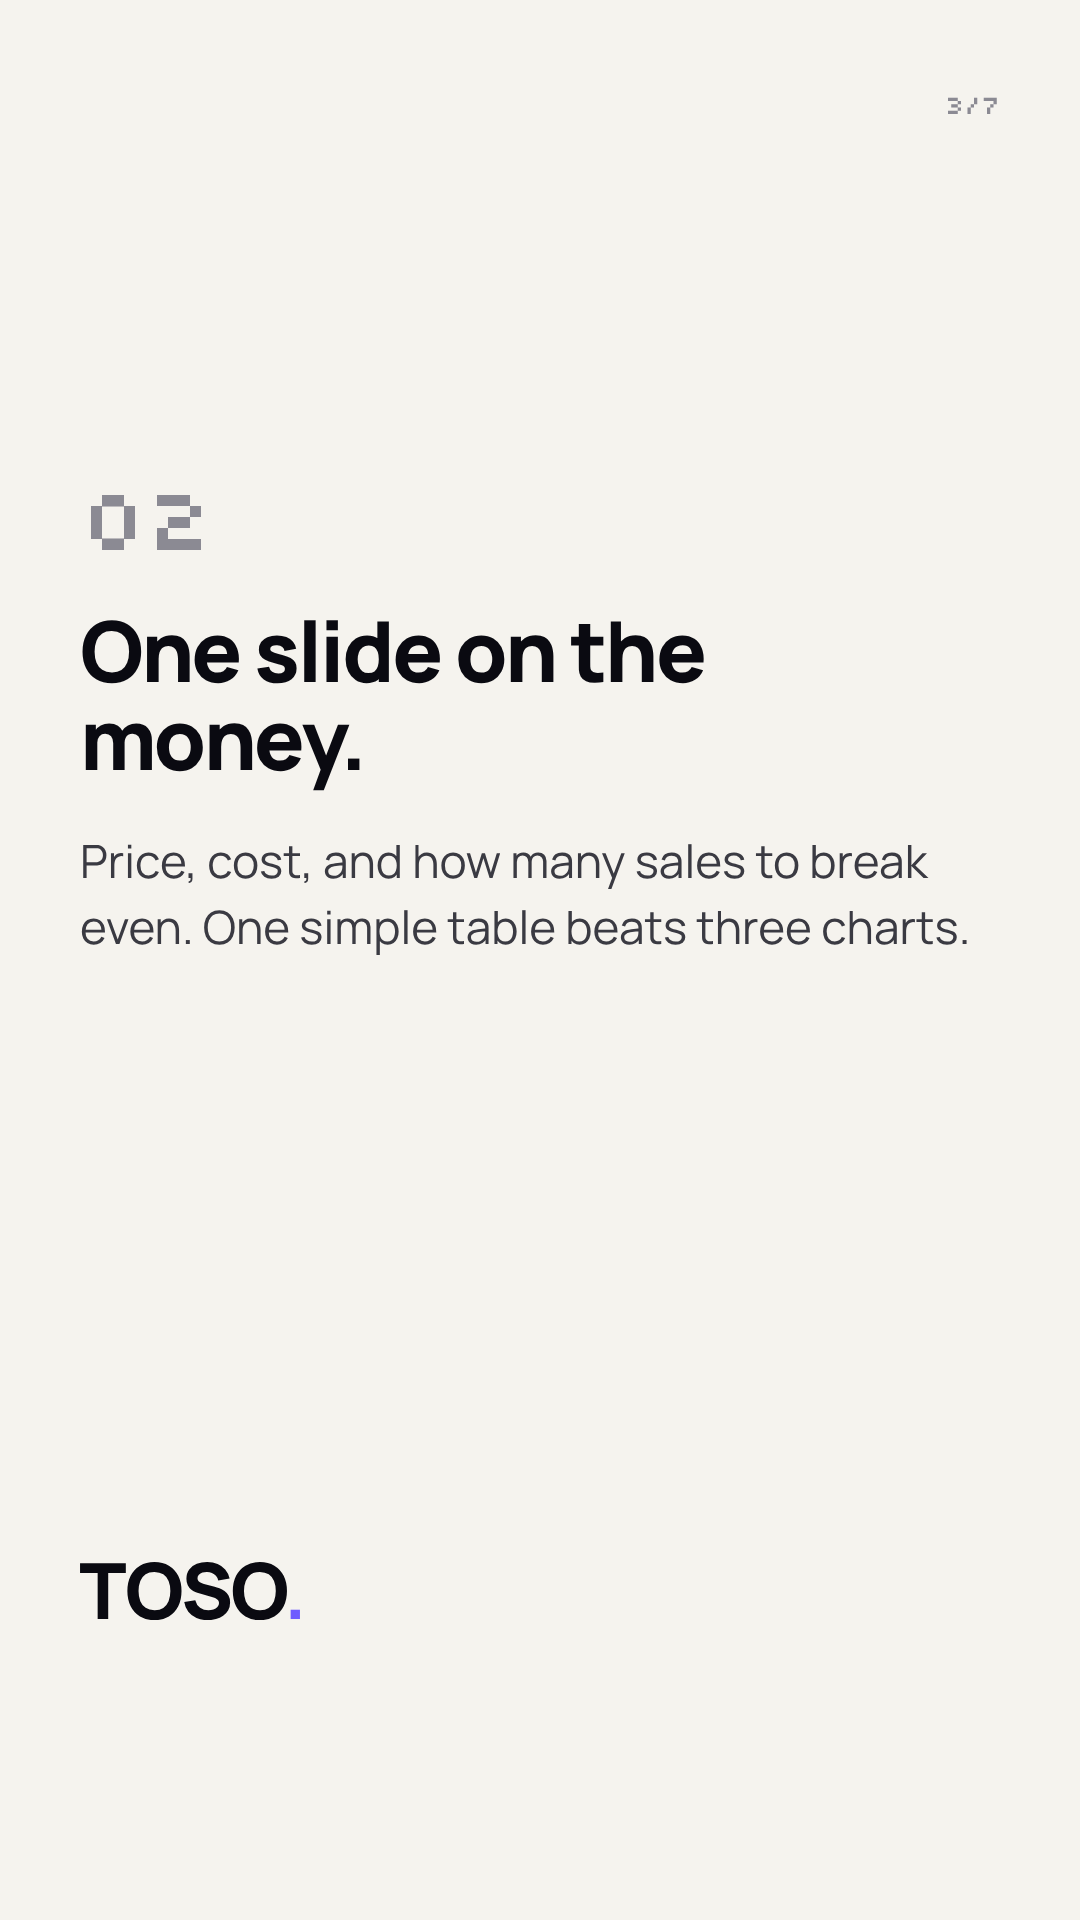 3/7
02
One slide on the
money.
Price, cost, and how many sales to break
even. One simple table beats three charts.
TOSO.